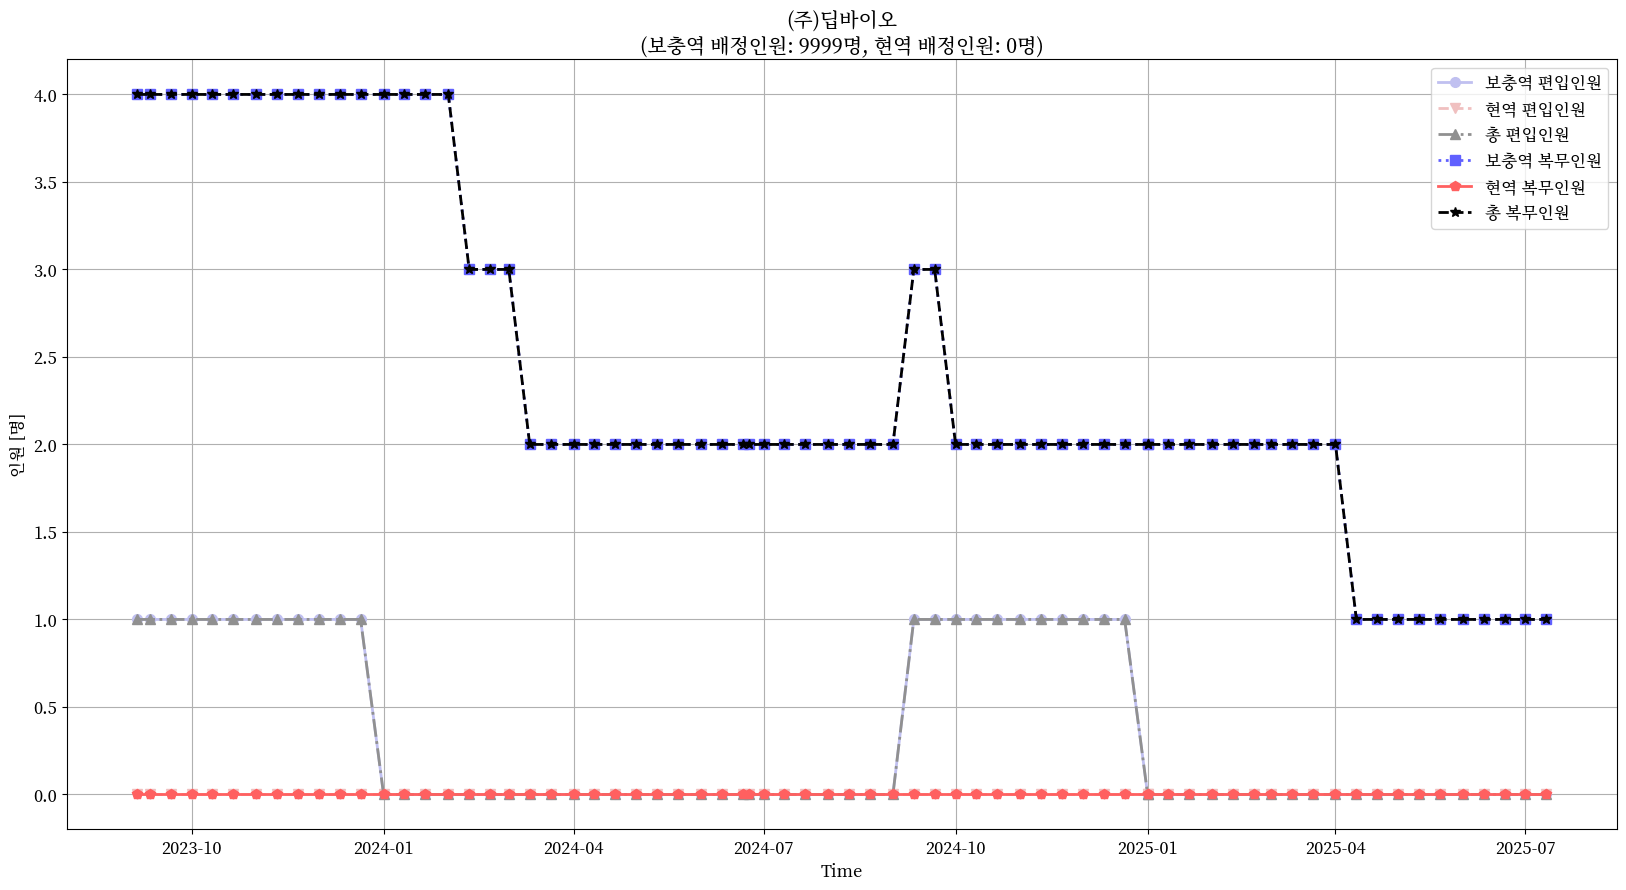 (주)딥바이오
(보충역 배정인원: 9999명, 현역 배정인원: 0명)
보충역 편입인원
현역 편입인원
총 편입인원
보충역 복무인원
현역 복무인원
총 복무인원
인원 [명]
4.0
3.5
3.0
2.5
2.0
1.5
1.0
0.5
0.0
2023-10
2024-01
2024-04
2024-07
2024-10
2025-01
2025-04
2025-07
Time